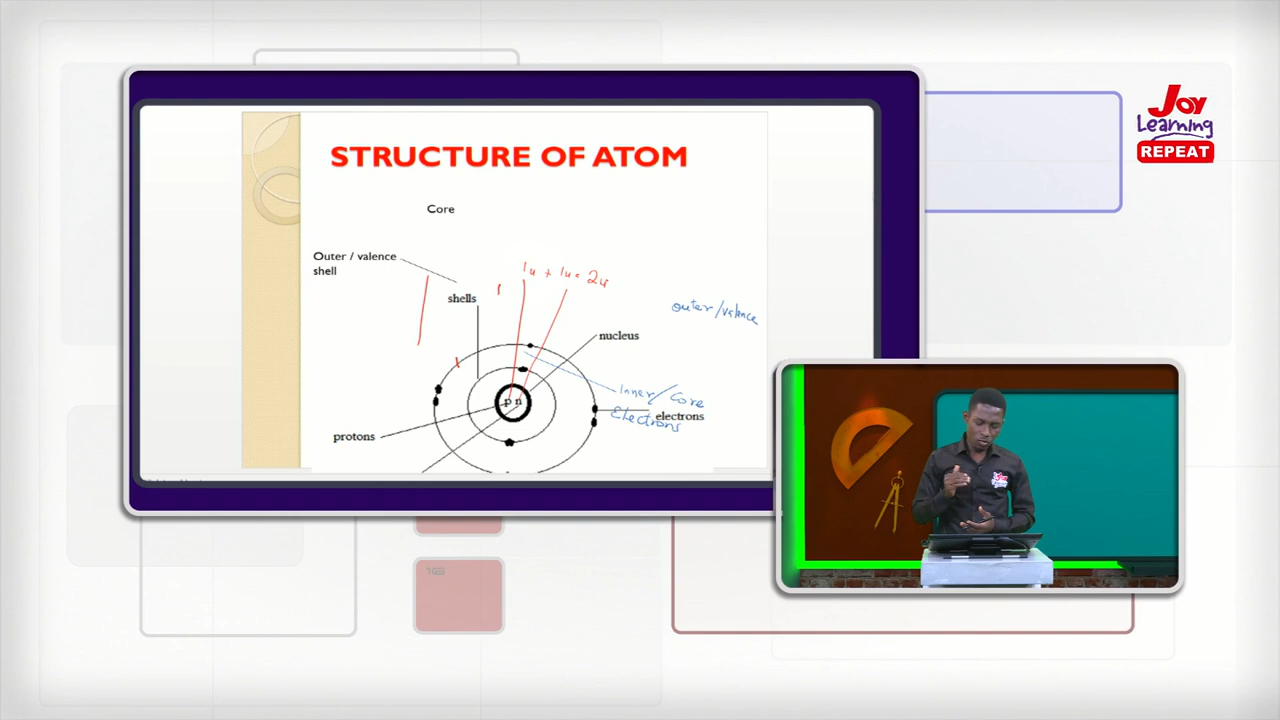 JOY
Learning
REPEAT
STRUCTURE OF ATOM
Core
Outer / valence
shell
1u + 1u = 2u
shells
outer/valence
nucleus
Inner/Core
Electrons
p n
electrons
protons